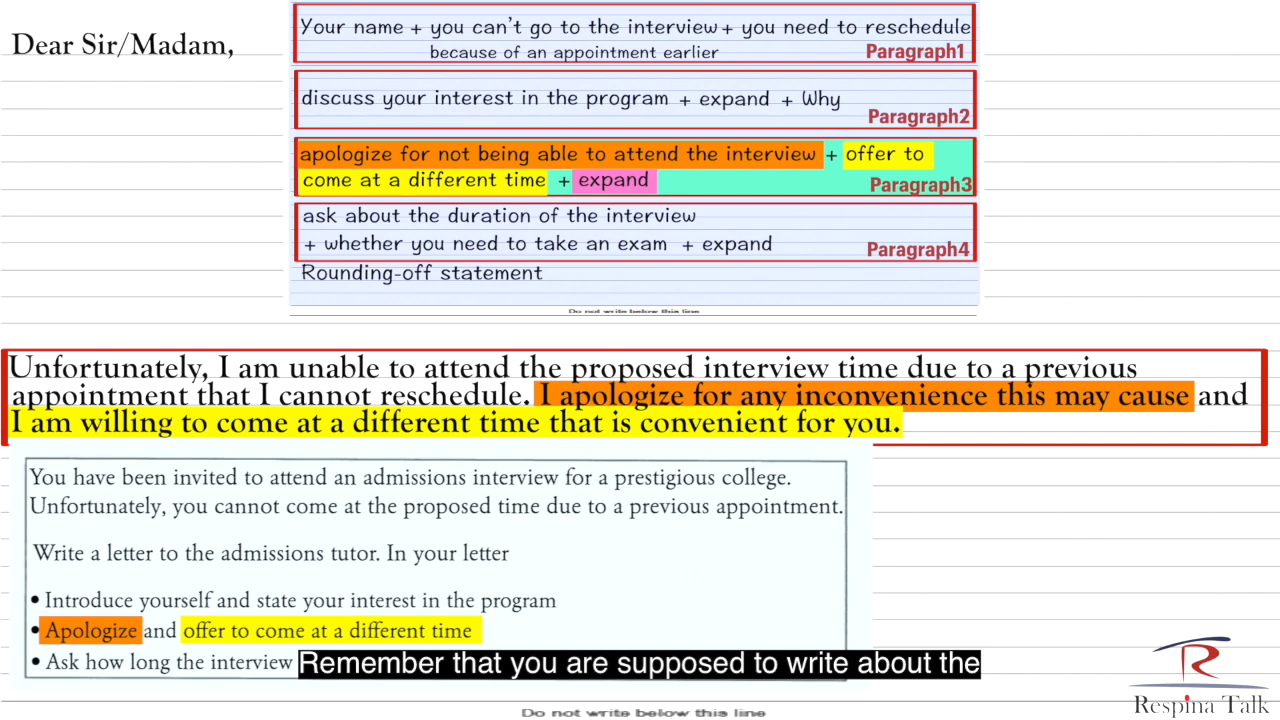 Dear Sir/Madam,
Your name + you can't go to the interview + you need to reschedule
because of an appointment earlier
Paragraph1
discuss your interest in the program + expand + Why
Paragraph2
apologize for not being able to attend the interview + offer to
come at a different time + expand
Paragraph3
ask about the duration of the interview
+ whether you need to take an exam + expand
Paragraph4
Rounding-off statement
Do not write below this line
Unfortunately, I am unable to attend the proposed interview time due to a previous
appointment that I cannot reschedule. I apologize for any inconvenience this may cause and
I am willing to come at a different time that is convenient for you.
You have been invited to attend an admissions interview for a prestigious college.
Unfortunately, you cannot come at the proposed time due to a previous appointment.
Write a letter to the admissions tutor. In your letter
• Introduce yourself and state your interest in the program
• Apologize and offer to come at a different time
• Ask how long the interview
Remember that you are supposed to write about the
Respina Talk
Do not write below this line